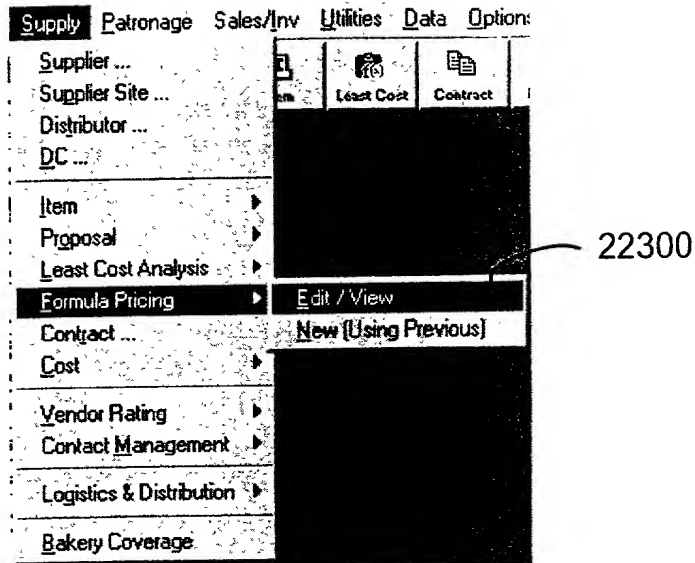 Supply Patronage Sales/Inv Utilities Data Option
Supplier ...
Supplier Site ...
Least Cost Contract
Distributor ...
DC ...
Item
Proposal
Least Cost Analysis
22300
Formula Pricing Edit / View
Contract ... New (Using Previous)
Cost
Vendor Rating
Contact Management
Logistics & Distribution
Bakery Coverage